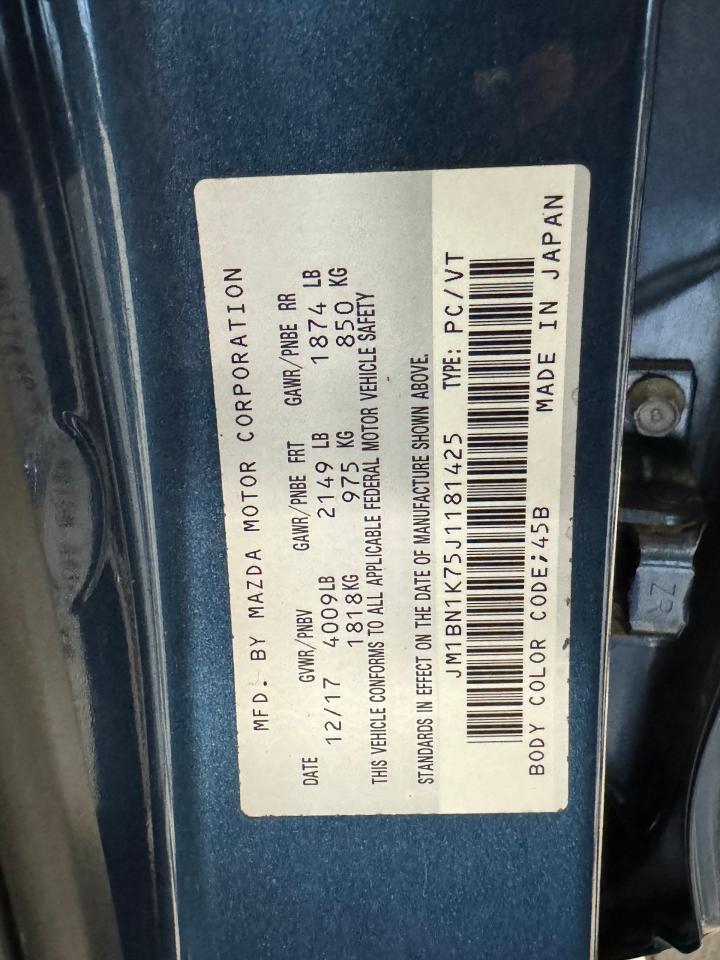 MFD. BY MAZDA MOTOR CORPORATION
DATE GVWR/PNBV GAWR/PNBE FRT GAWR/PNBE RR
12/17 4009LB 2149 LB 1874 LB
1818KG 975 KG 850 KG
THIS VEHICLE CONFORMS TO ALL APPLICABLE FEDERAL MOTOR VEHICLE SAFETY
STANDARDS IN EFFECT ON THE DATE OF MANUFACTURE SHOWN ABOVE.
JM1BN1K75J1181425 TYPE: PC/VT
BODY COLOR CODE;45B MADE IN JAPAN
ZR